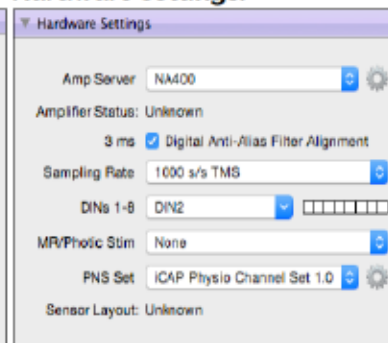 Hardware Settings
Amp Server NA400
Amplifier Status: Unknown
3 ms Digital Anti-Alias Filter Alignment
Sampling Rate 1000 s/s TMS
DINs 1-8 DIN2
MR/Photic Stim None
PNS Set iCAP Physio Channel Set 1.0
Sensor Layout: Unknown